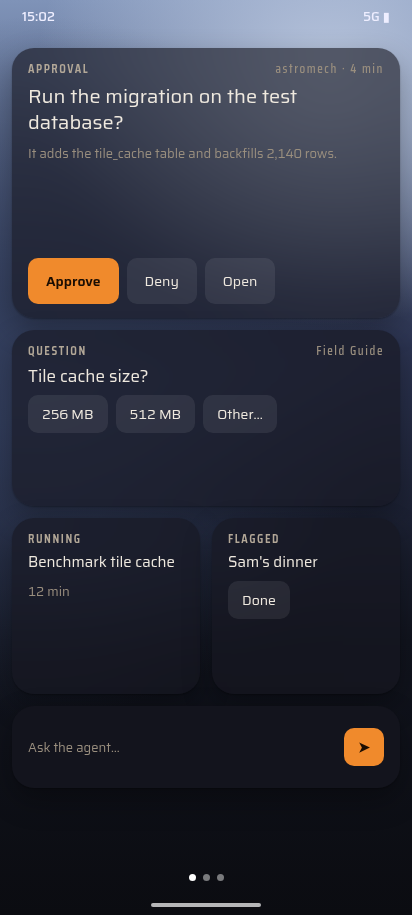 15:02
5G
APPROVAL
astromech · 4 min
Run the migration on the test
database?
It adds the tile_cache table and backfills 2,140 rows.
Approve
Deny
Open
QUESTION
Field Guide
Tile cache size?
256 MB
512 MB
Other...
RUNNING
Benchmark tile cache
12 min
FLAGGED
Sam's dinner
Done
Ask the agent...